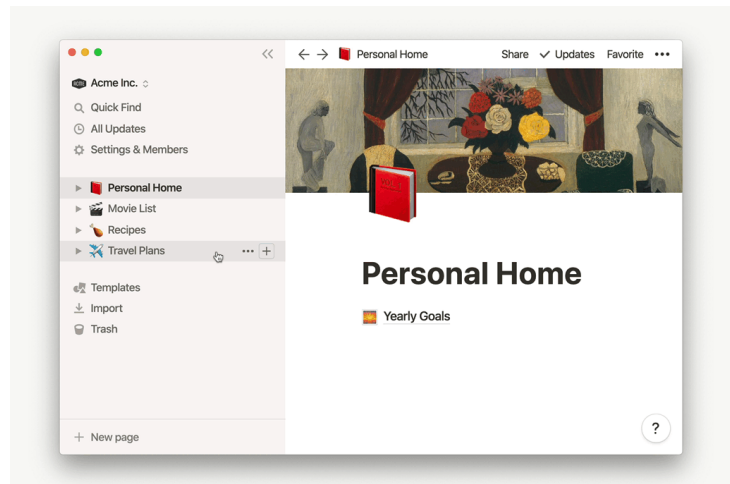 Acme Inc.
Quick Find
All Updates
Settings & Members
Personal Home
Movie List
Recipes
Travel Plans
Templates
Import
Trash
New page
Personal Home
Share
Updates
Favorite
Personal Home
Yearly Goals
?